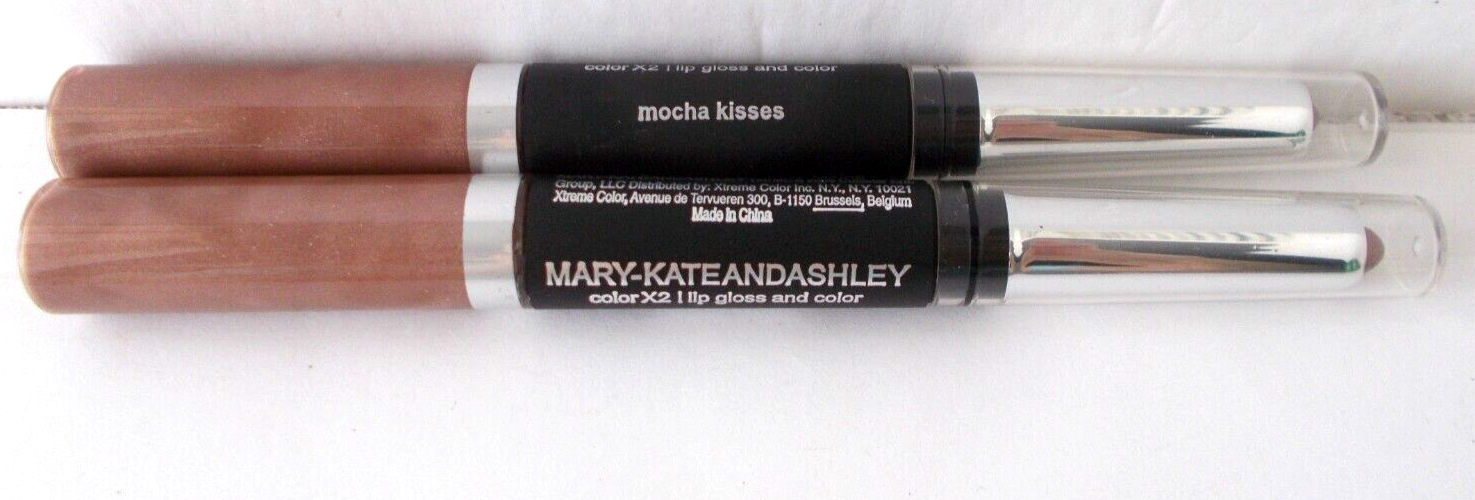 color X2 | lip gloss and color
mocha kisses
Group, LLC Distributed by: Xtreme Color Inc. N.Y., N.Y. 10021
Xtreme Color, Avenue de Tervueren 300, B-1150 Brussels, Belgium
Made in China
MARY-KATEANDASHLEY
color X2 | lip gloss and color